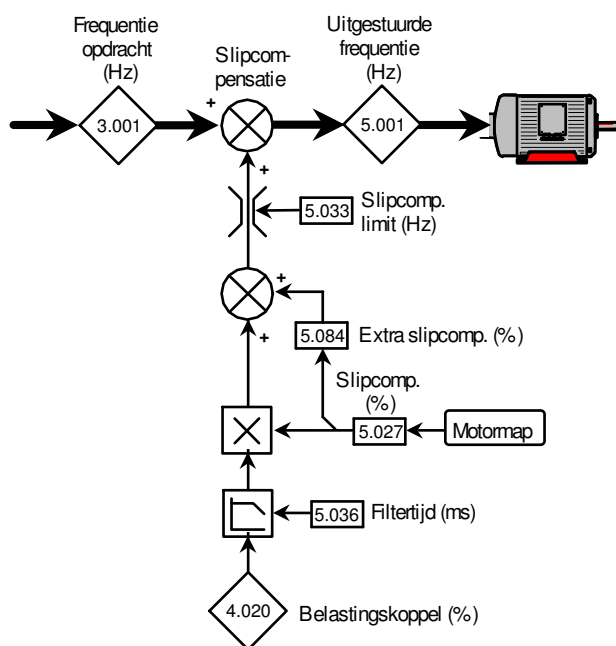 Frequentie
opdracht
(Hz)
Slipcom-
pensatie
Uitgestuurde
frequentie
(Hz)
+
3.001
5.001
+
5.033
Slipcomp.
limit (Hz)
+
5.084
Extra slipcomp. (%)
+
Slipcomp.
(%)
5.027
Motormap
5.036
Filtertijd (ms)
4.020
Belastingskoppel (%)